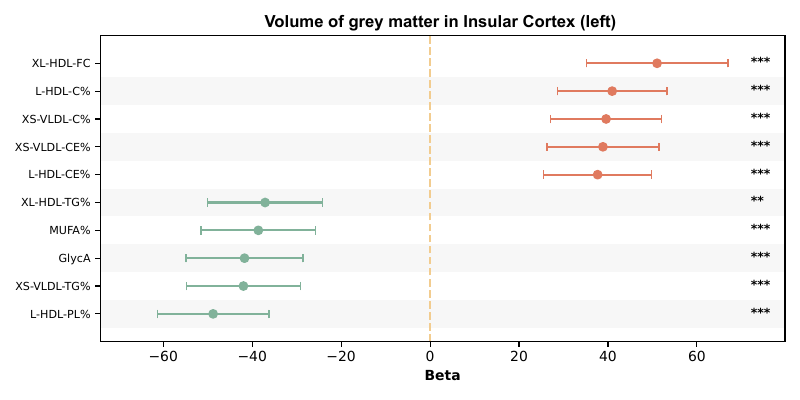 Volume of grey matter in Insular Cortex (left)
XL-HDL-FC ***
L-HDL-C% ***
XS-VLDL-C% ***
XS-VLDL-CE% ***
L-HDL-CE% ***
XL-HDL-TG% **
MUFA% ***
GlycA ***
XS-VLDL-TG% ***
L-HDL-PL% ***
−60 −40 −20 0 20 40 60
Beta